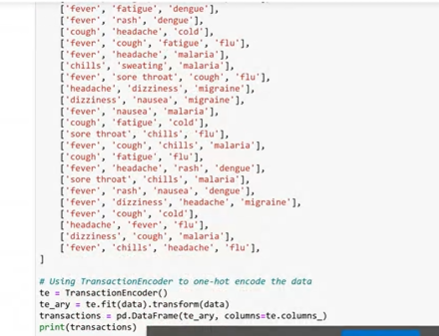 ['fever', 'fatigue', 'dengue'],
['fever', 'rash', 'dengue'],
['cough', 'headache', 'cold'],
['fever', 'cough', 'fatigue', 'flu'],
['fever', 'headache', 'malaria'],
['chills', 'sweating', 'malaria'],
['fever', 'sore throat', 'cough', 'flu'],
['headache', 'dizziness', 'migraine'],
['dizziness', 'nausea', 'migraine'],
['fever', 'nausea', 'malaria'],
['cough', 'fatigue', 'cold'],
['sore throat', 'chills', 'flu'],
['fever', 'cough', 'chills', 'malaria'],
['cough', 'fatigue', 'flu'],
['fever', 'headache', 'rash', 'dengue'],
['sore throat', 'chills', 'malaria'],
['fever', 'rash', 'nausea', 'dengue'],
['fever', 'dizziness', 'headache', 'migraine'],
['fever', 'cough', 'cold'],
['headache', 'fever', 'flu'],
['dizziness', 'cough', 'malaria'],
['fever', 'chills', 'headache', 'flu'],
]
# Using TransactionEncoder to one-hot encode the data
te = TransactionEncoder()
te_ary = te.fit(data).transform(data)
transactions = pd.DataFrame(te_ary, columns=te.columns_)
print(transactions)